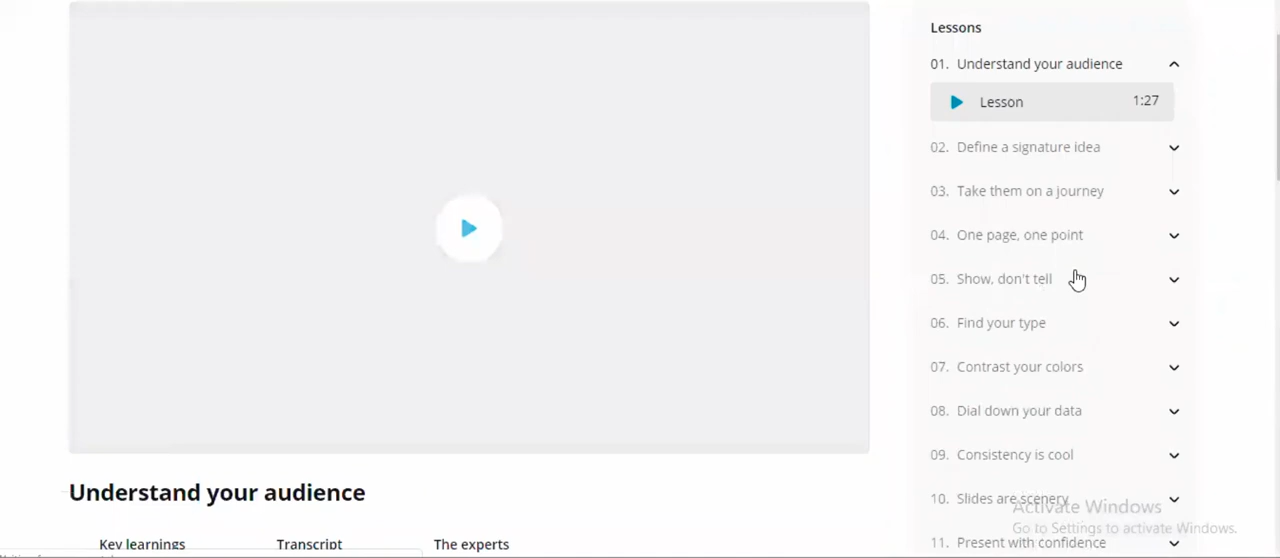 Lessons
01. Understand your audience
Lesson 1:27
02. Define a signature idea
03. Take them on a journey
04. One page, one point
05. Show, don't tell
06. Find your type
07. Contrast your colors
08. Dial down your data
09. Consistency is cool
10. Slides are scenery
Activate Windows
Go to Settings to activate Windows.
11. Present with confidence
Understand your audience
Key learnings Transcript The experts